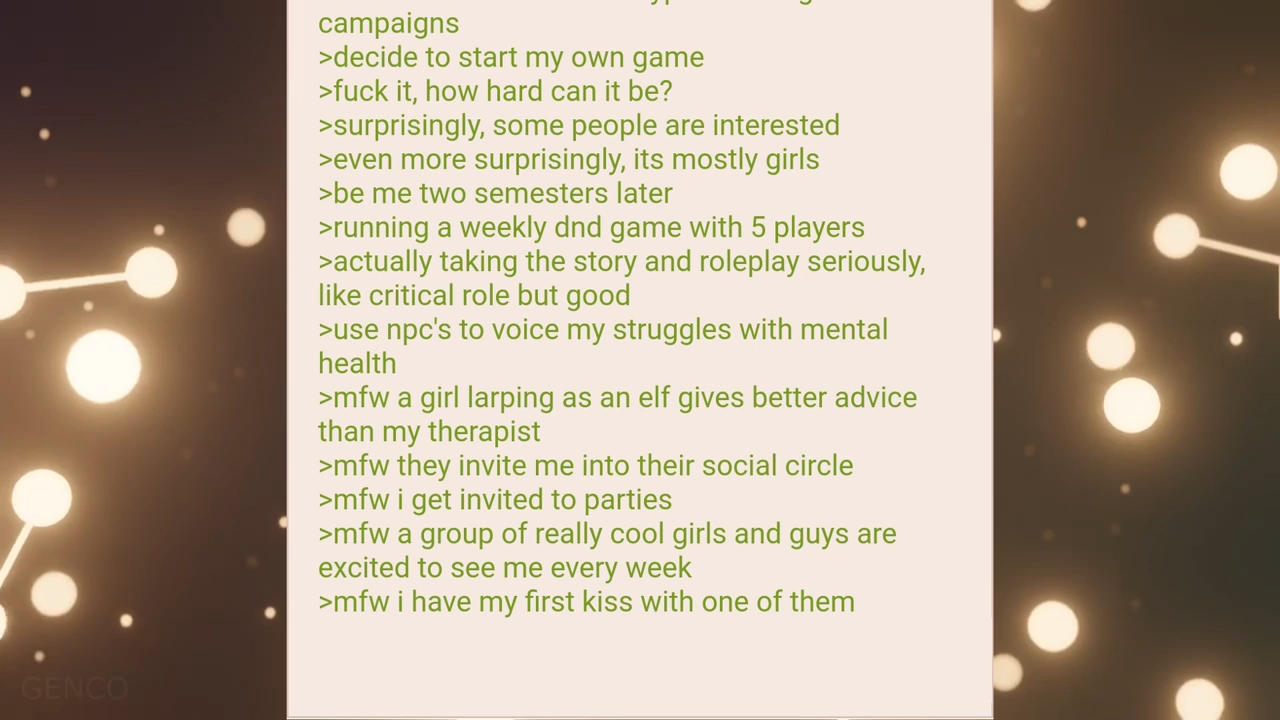 campaigns
>decide to start my own game
>fuck it, how hard can it be?
>surprisingly, some people are interested
>even more surprisingly, its mostly girls
>be me two semesters later
>running a weekly dnd game with 5 players
>actually taking the story and roleplay seriously,
like critical role but good
>use npc's to voice my struggles with mental
health
>mfw a girl larping as an elf gives better advice
than my therapist
>mfw they invite me into their social circle
>mfw i get invited to parties
>mfw a group of really cool girls and guys are
excited to see me every week
>mfw i have my first kiss with one of them
GENCO